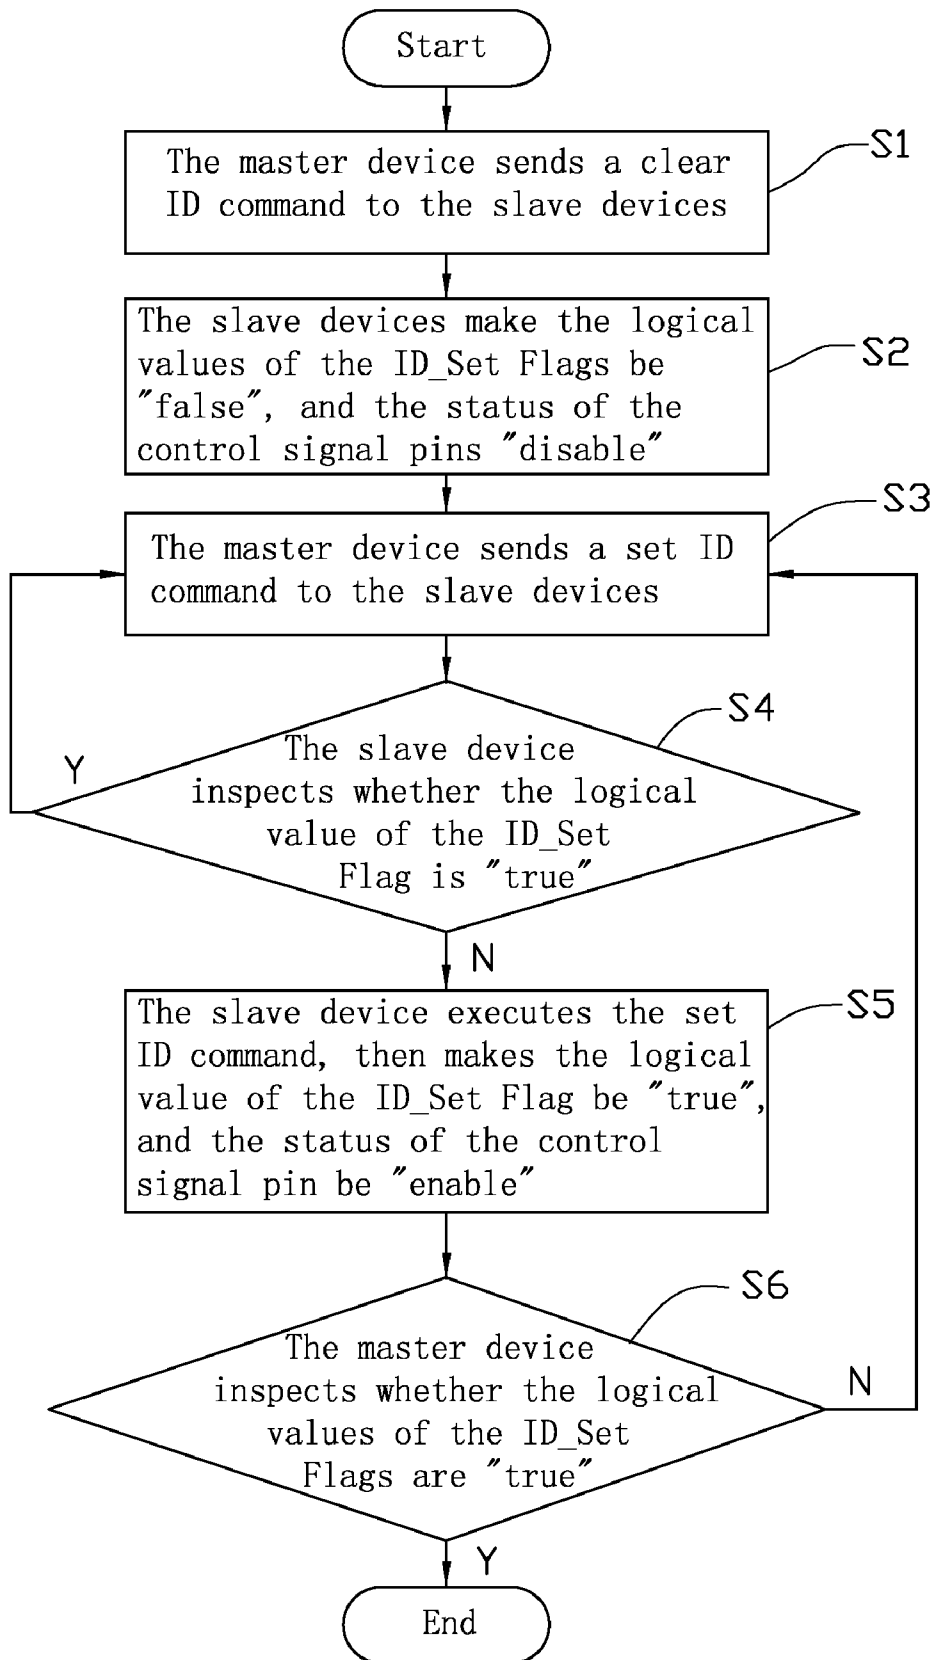 Start
The master device sends a clear
ID command to the slave devices
S1
The slave devices make the logical
values of the ID_Set Flags be
"false", and the status of the
control signal pins "disable"
S2
The master device sends a set ID
command to the slave devices
S3
The slave device
inspects whether the logical
value of the ID_Set
Flag is "true"
S4
Y
N
The slave device executes the set
ID command, then makes the logical
value of the ID_Set Flag be "true",
and the status of the control
signal pin be "enable"
S5
The master device
inspects whether the logical
values of the ID_Set
Flags are "true"
S6
N
Y
End